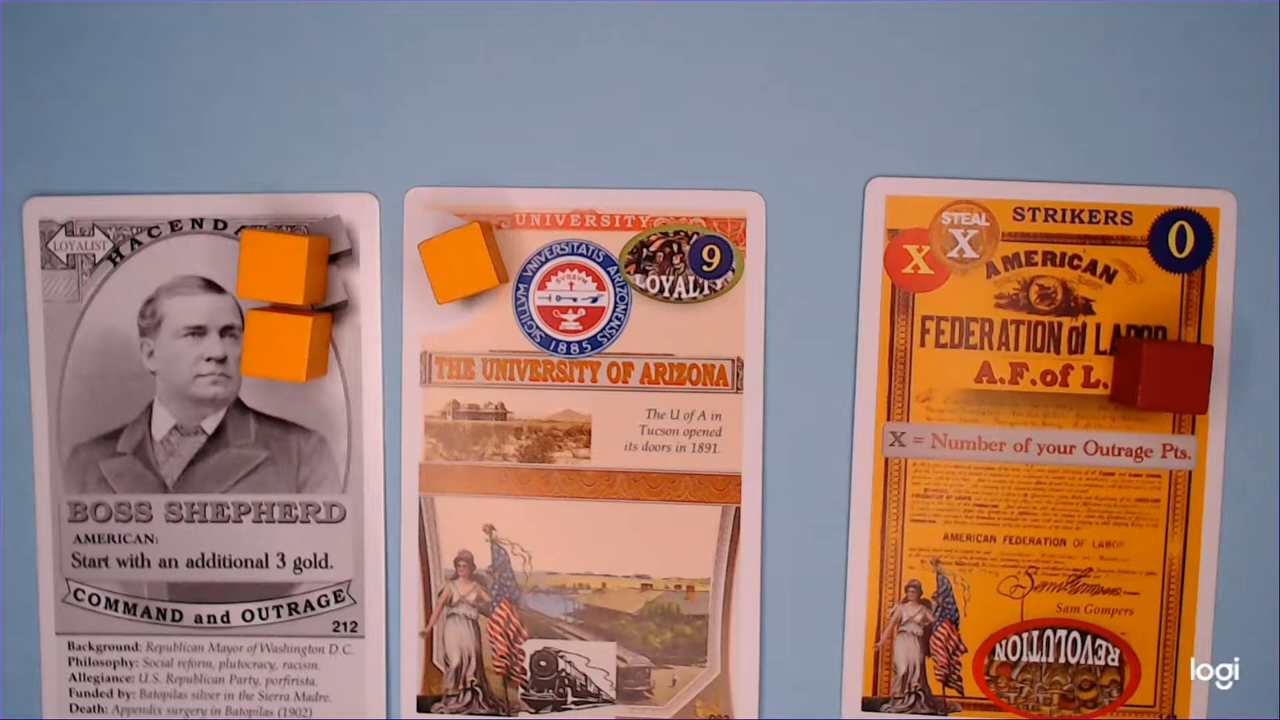 LOYALIST
HACENDA
BOSS SHEPHERD
AMERICAN:
Start with an additional 3 gold.
COMMAND and OUTRAGE
212
Background: Republican Mayor of Washington D.C.
Philosophy: Social reform, plutocracy, racism.
Allegiance: U.S. Republican Party, porfirista.
Funded by: Batopilas silver in the Sierra Madre.
Death: Appendix surgery in Batopilas (1902)
UNIVERSITY
9
LOYALTY
SIGILLVM VNIVERSITATIS ARIZONENSIS
1885
THE UNIVERSITY OF ARIZONA
The U of A in
Tucson opened
its doors in 1891.
STRIKERS
STEAL
X
X
0
AMERICAN
FEDERATION of LABOR
A.F. of L.
X = Number of your Outrage Pts.
AMERICAN FEDERATION OF LABOR
Sam Gompers
REVOLUTION
logi